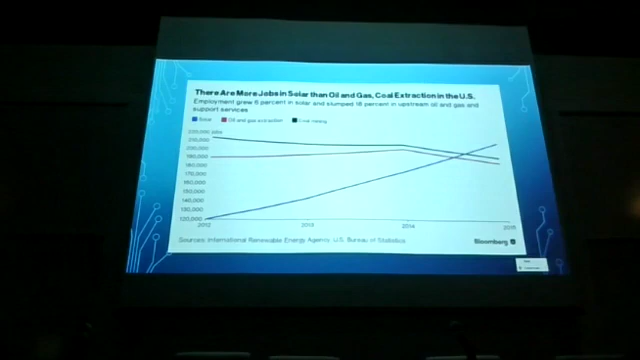 There Are More Jobs in Solar than Oil and Gas, Coal Extraction in the U.S.
Employment grew 6 percent in solar and slumped 18 percent in upstream oil and gas and
support services
Solar Oil and gas extraction Coal mining
220,000 jobs
210,000
200,000
190,000
180,000
170,000
160,000
150,000
140,000
130,000
120,000
2012 2013 2014 2015
Sources: International Renewable Energy Agency, U.S. Bureau of Statistics
Bloomberg